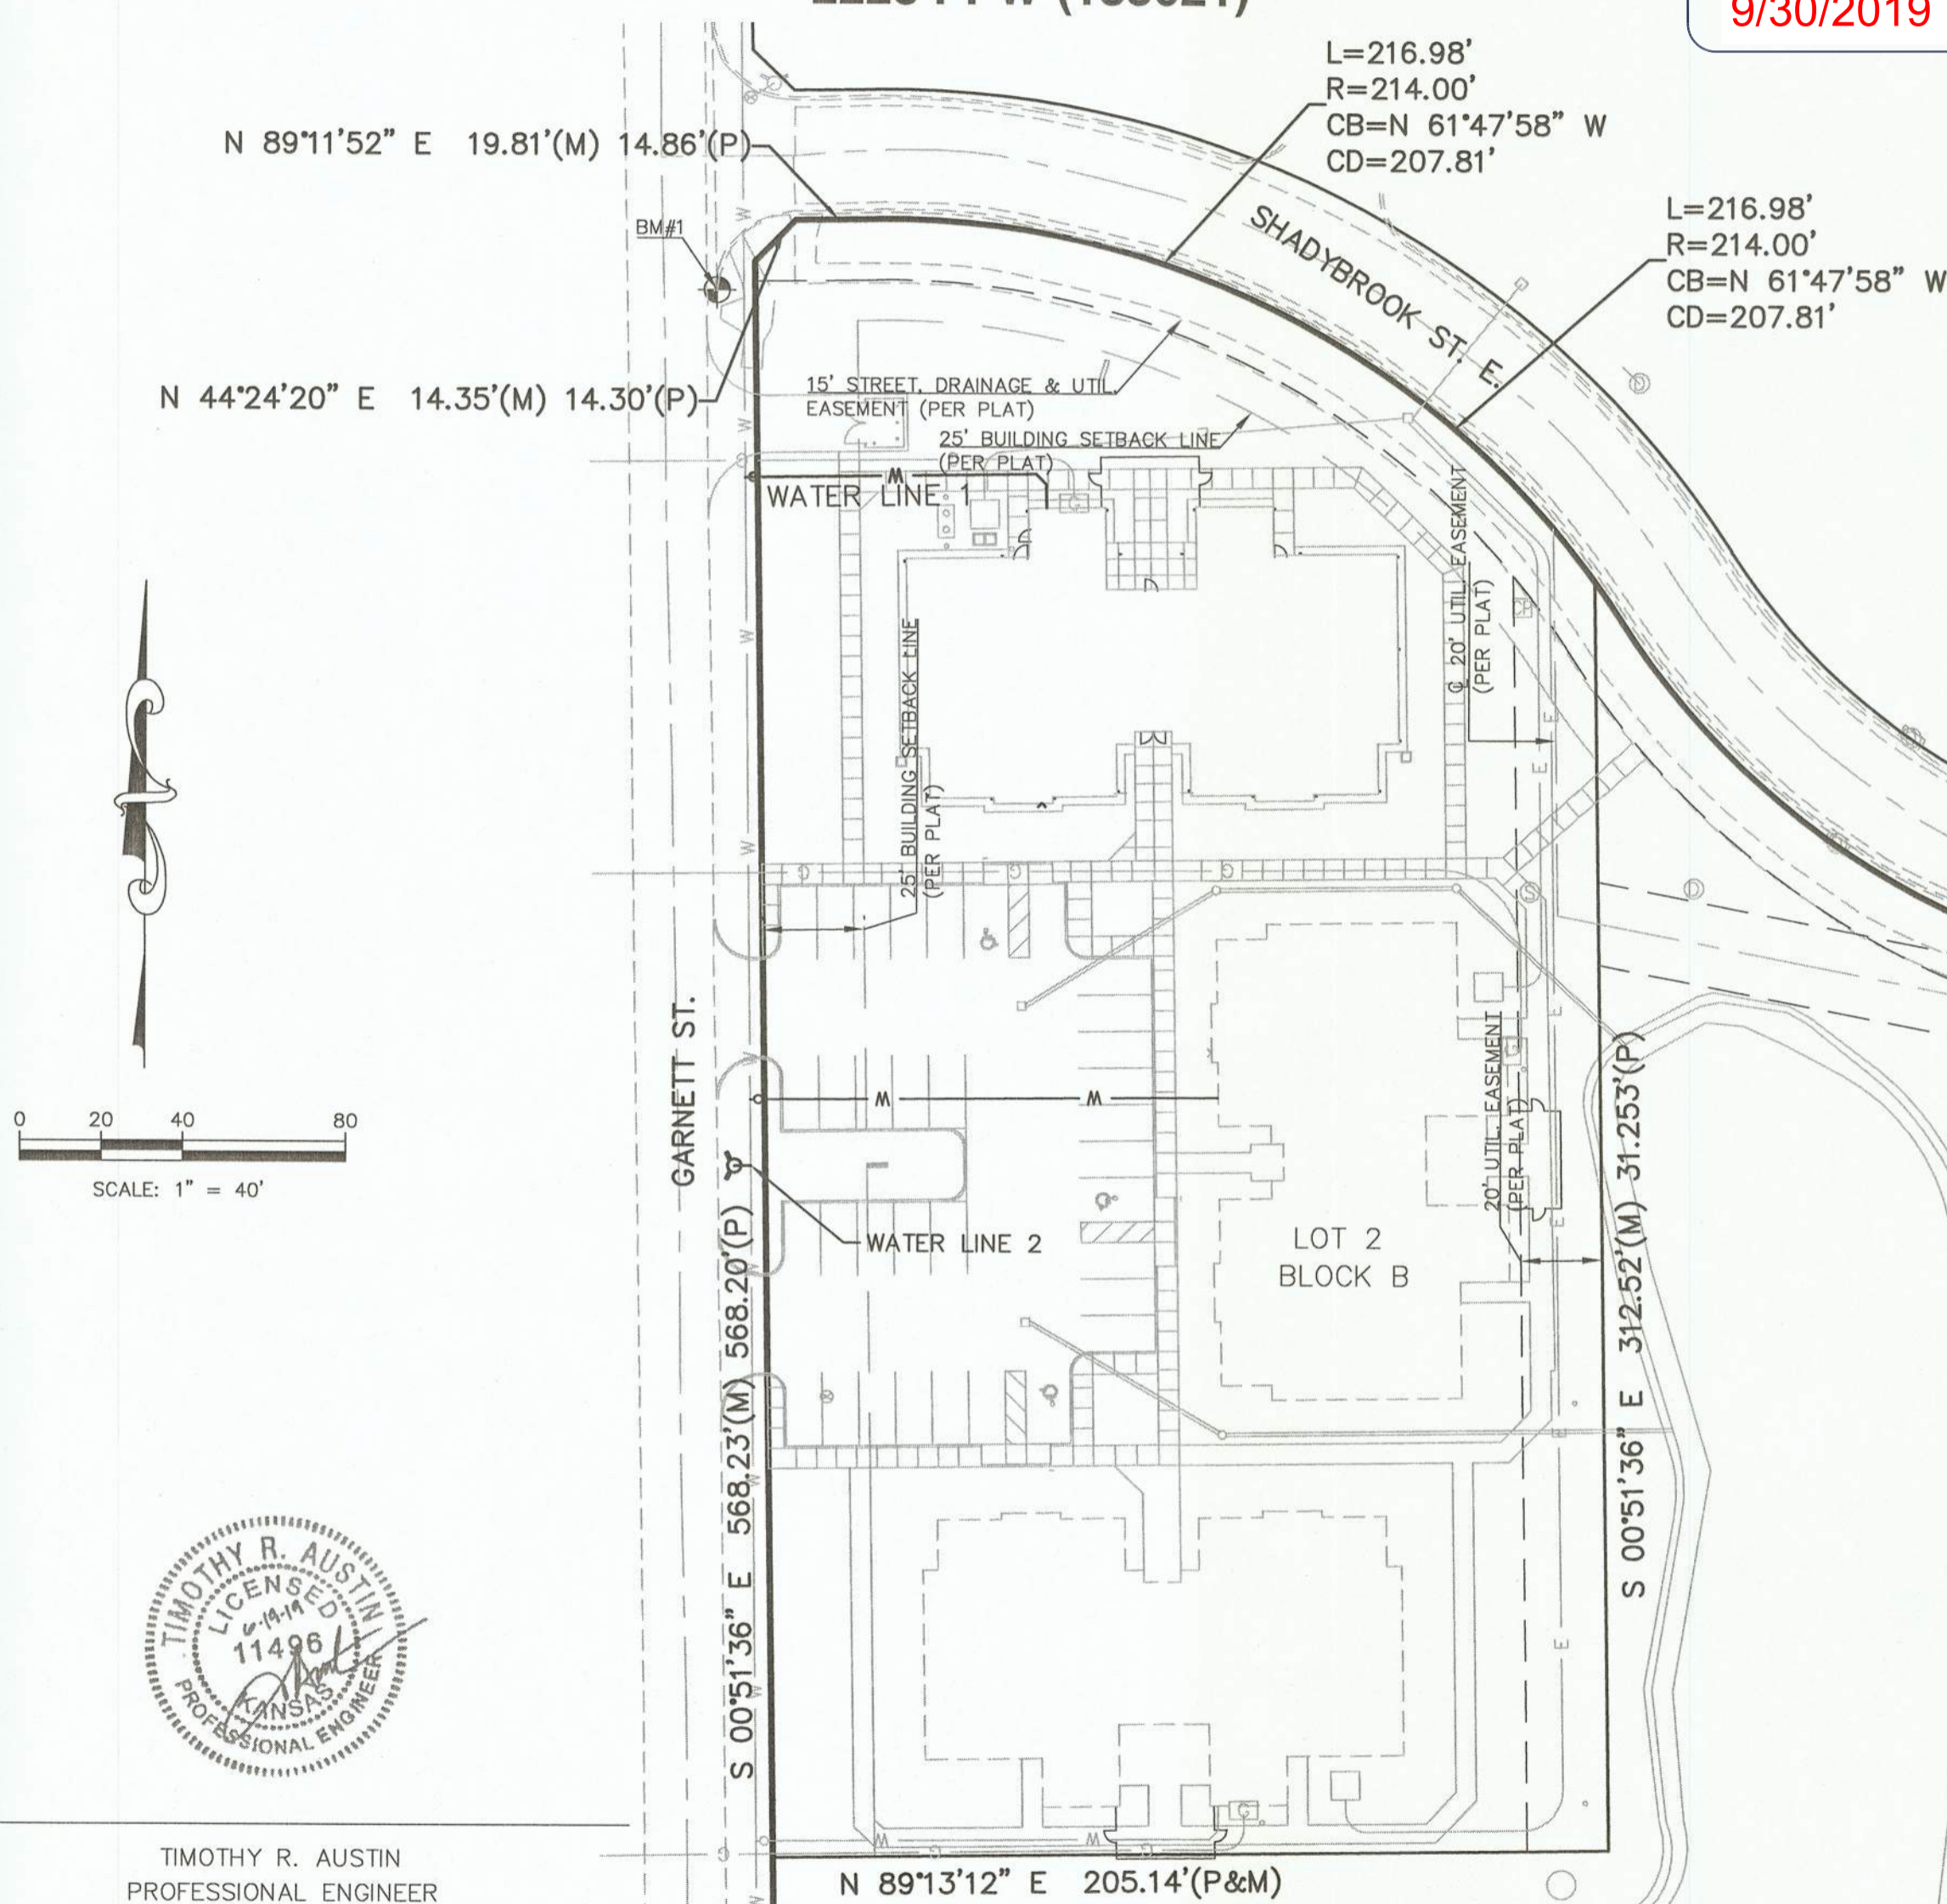 9/30/2019
L=216.98'
R=214.00'
CB=N 61°47'58" W
CD=207.81'
N 89°11'52" E 19.81'(M) 14.86'(P)
L=216.98'
R=214.00'
CB=N 61°47'58" W
CD=207.81'
SHADYBROOK ST. E.
BM#1
N 44°24'20" E 14.35'(M) 14.30'(P)
15' STREET, DRAINAGE & UTIL.
EASEMENT (PER PLAT)
25' BUILDING SETBACK LINE
(PER PLAT)
WATER LINE 1
℄ 20' UTIL. EASEMENT
(PER PLAT)
25' BUILDING SETBACK LINE
(PER PLAT)
GARNETT ST.
0 20 40 80
SCALE: 1" = 40'
WATER LINE 2
20' UTIL. EASEMENT
(PER PLAT)
LOT 2
BLOCK B
S 00°51'36" E 312.52'(M) 31.253'(P)
S 00°51'36" E 568.23'(M) 568.20'(P)
TIMOTHY R. AUSTIN
LICENSED
6-19-19
11496
KANSAS
PROFESSIONAL ENGINEER
TIMOTHY R. AUSTIN
PROFESSIONAL ENGINEER
N 89°13'12" E 205.14'(P&M)